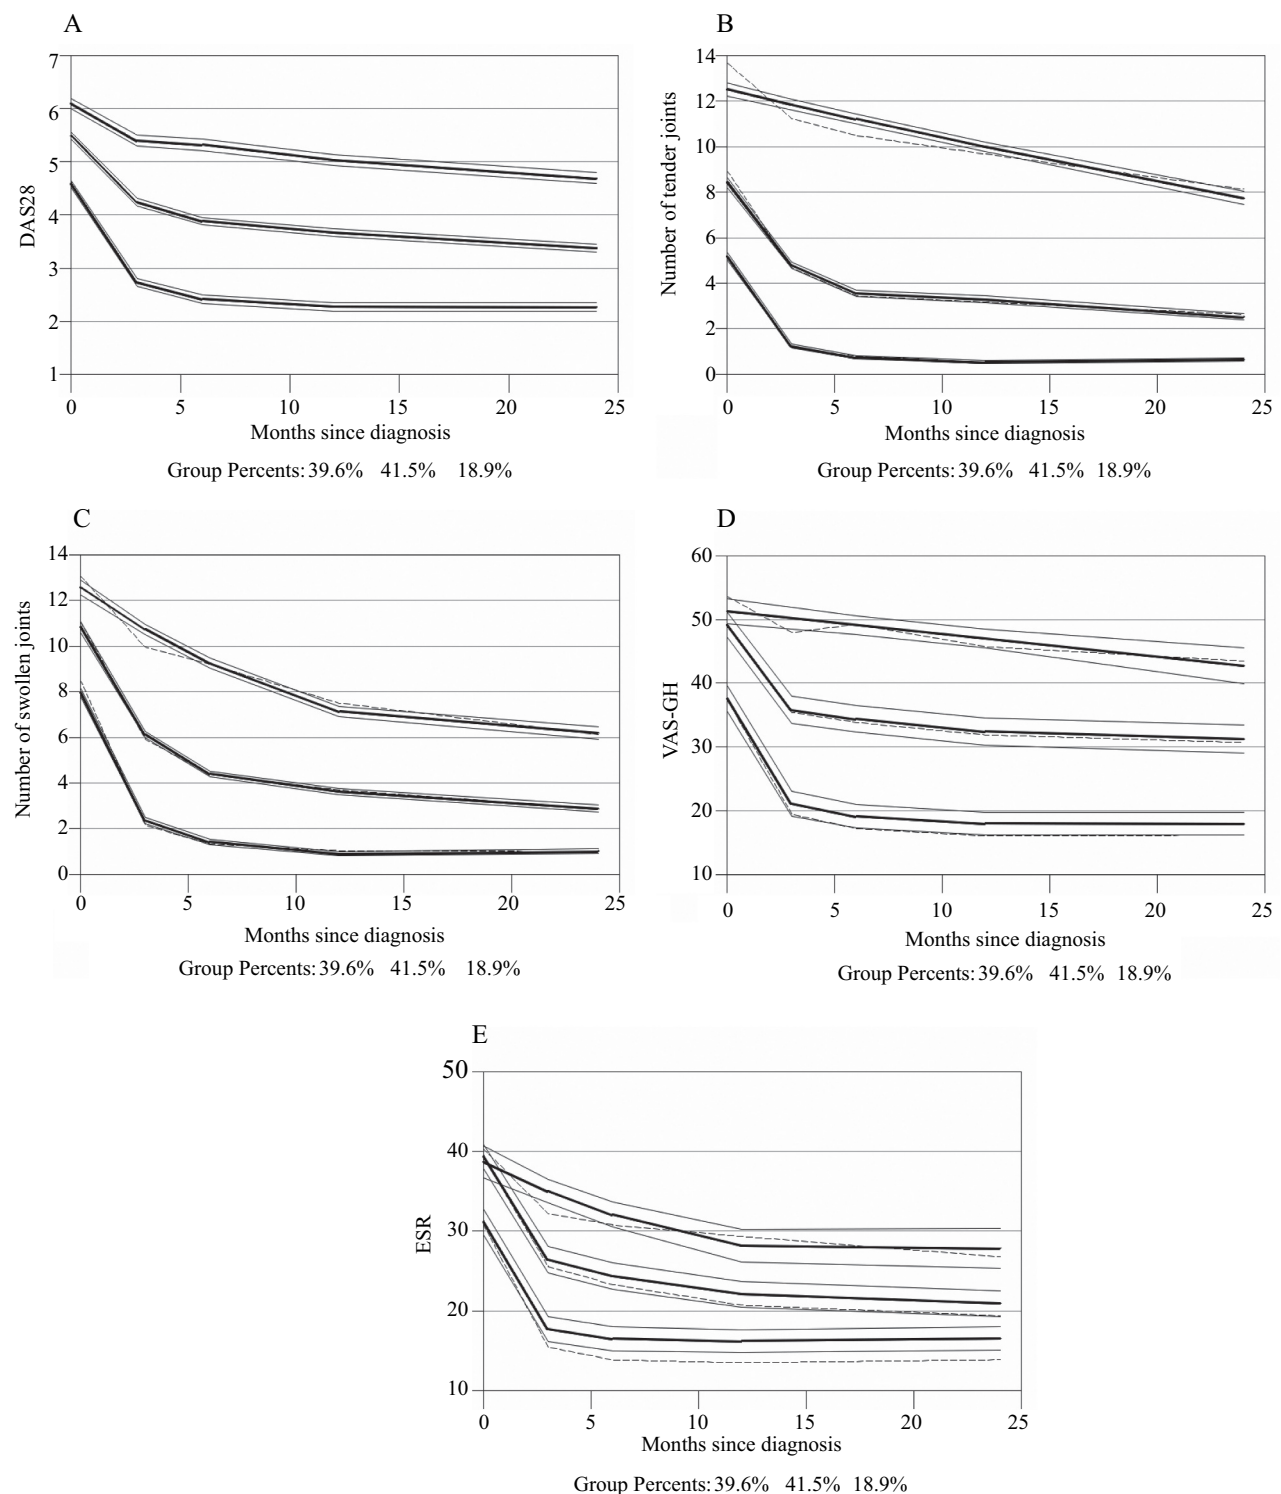 A
7
6
5
4
3
2
1
DAS28
0 5 10 15 20 25
Months since diagnosis
Group Percents: 39.6% 41.5% 18.9%
B
14
12
10
8
6
4
2
0
Number of tender joints
0 5 10 15 20 25
Months since diagnosis
Group Percents: 39.6% 41.5% 18.9%
C
14
12
10
8
6
4
2
0
Number of swollen joints
0 5 10 15 20 25
Months since diagnosis
Group Percents: 39.6% 41.5% 18.9%
D
60
50
40
30
20
10
VAS-GH
0 5 10 15 20 25
Months since diagnosis
Group Percents: 39.6% 41.5% 18.9%
E
50
40
30
20
10
ESR
0 5 10 15 20 25
Months since diagnosis
Group Percents: 39.6% 41.5% 18.9%